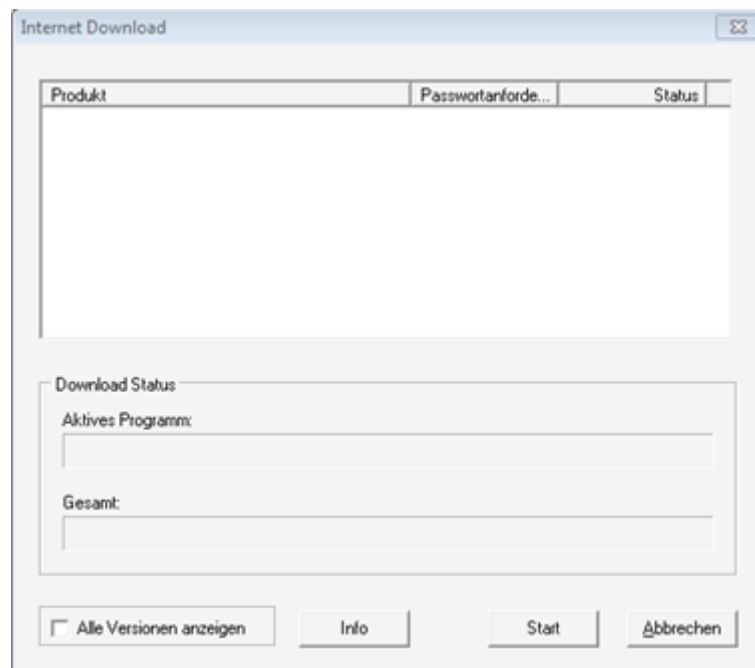 Internet Download
Produkt Passwortanforde... Status
Download Status
Aktives Programm:
Gesamt:
Alle Versionen anzeigen Info Start Abbrechen